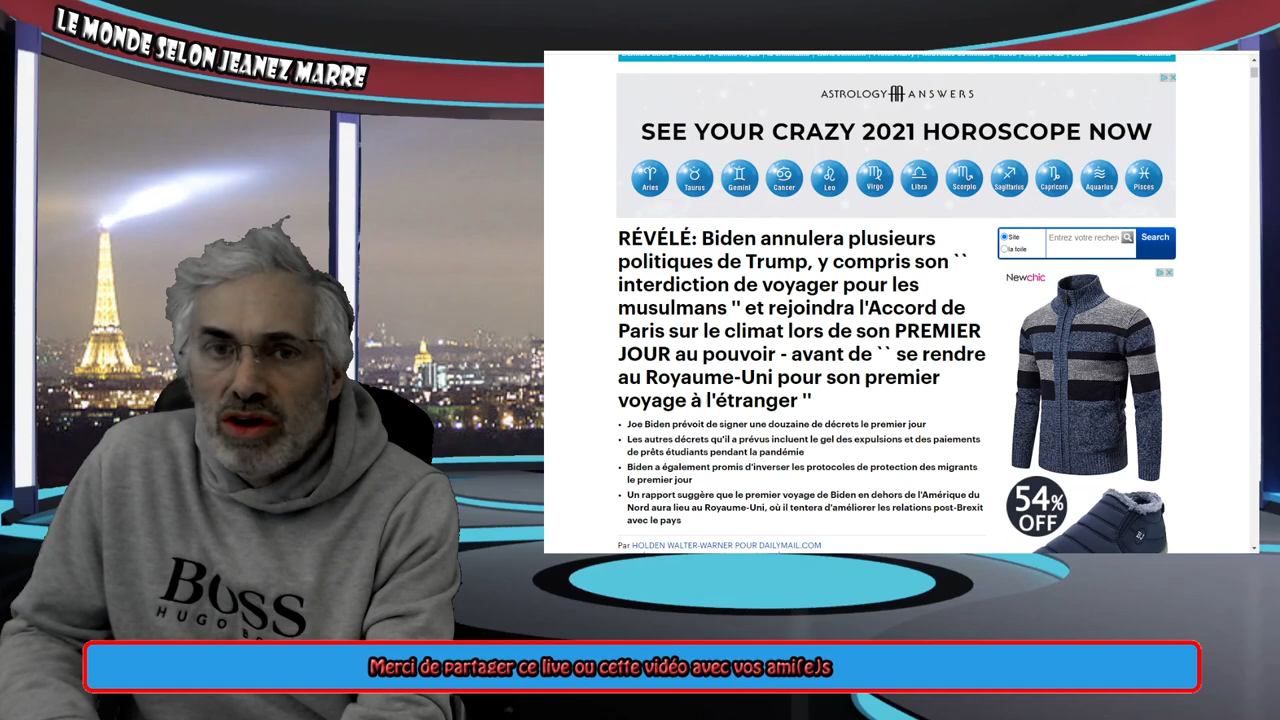 LE MONDE SELON JEANEZ MARRE
ASTROLOGY ANSWERS
SEE YOUR CRAZY 2021 HOROSCOPE NOW
Aries Taurus Gemini Cancer Leo Virgo Libra Scorpio Sagittarius Capricorn Aquarius Pisces
RÉVÉLÉ: Biden annulera plusieurs
politiques de Trump, y compris son ``
interdiction de voyager pour les
musulmans '' et rejoindra l'Accord de
Paris sur le climat lors de son PREMIER
JOUR au pouvoir - avant de `` se rendre
au Royaume-Uni pour son premier
voyage à l'étranger ''
• Joe Biden prévoit de signer une douzaine de décrets le premier jour
• Les autres décrets qu'il a prévus incluent le gel des expulsions et des paiements
de prêts étudiants pendant la pandémie
• Biden a également promis d'inverser les protocoles de protection des migrants
le premier jour
• Un rapport suggère que le premier voyage de Biden en dehors de l'Amérique du
Nord aura lieu au Royaume-Uni, où il tentera d'améliorer les relations post-Brexit
avec le pays
Par HOLDEN WALTER-WARNER POUR DAILYMAIL.COM
Site
la toile
Entrez votre recher
Search
Newchic
54%
OFF
BOSS
HUGO BO
Merci de partager ce live ou cette vidéo avec vos ami(e)s